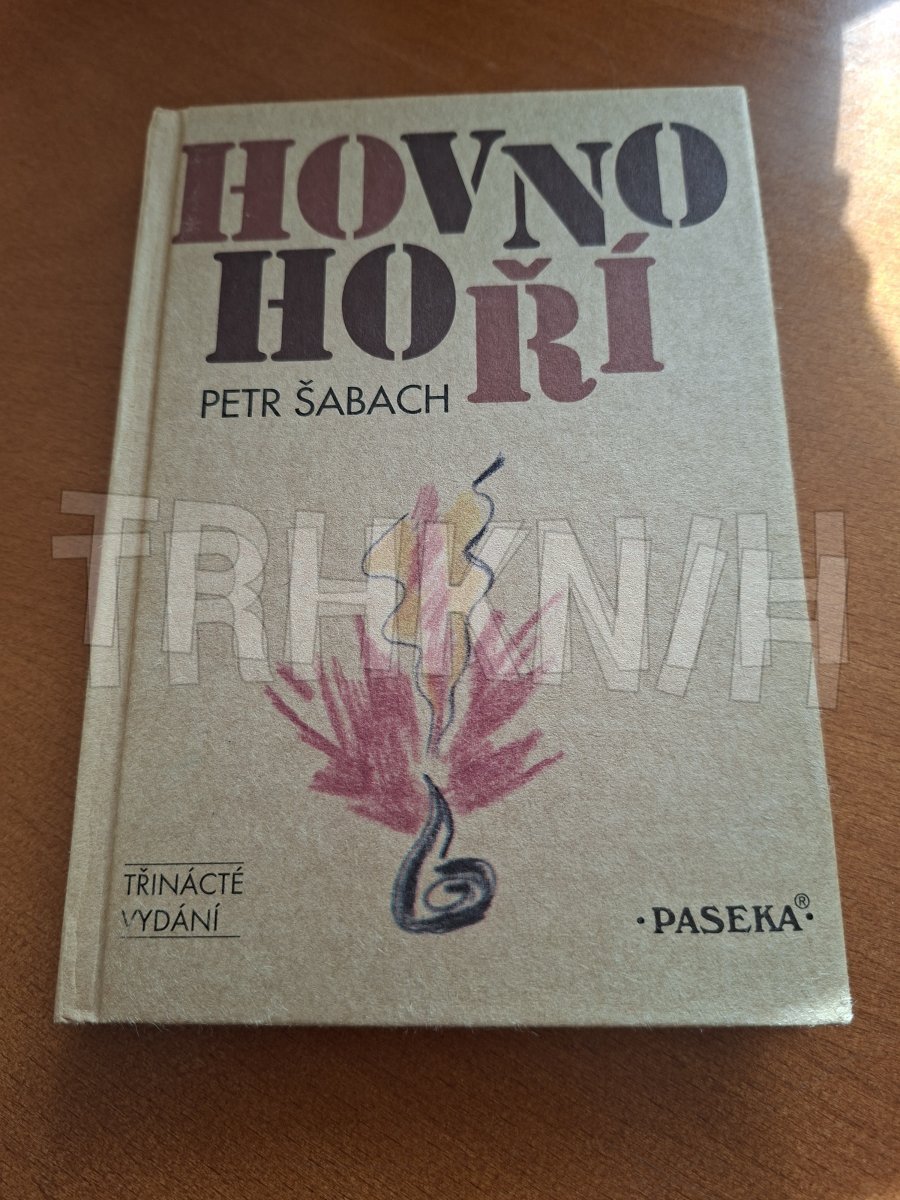 HOVNO
HOŘÍ
PETR ŠABACH
TRHKNIH
TŘINÁCTÉ
VYDÁNÍ
·PASEKA®·